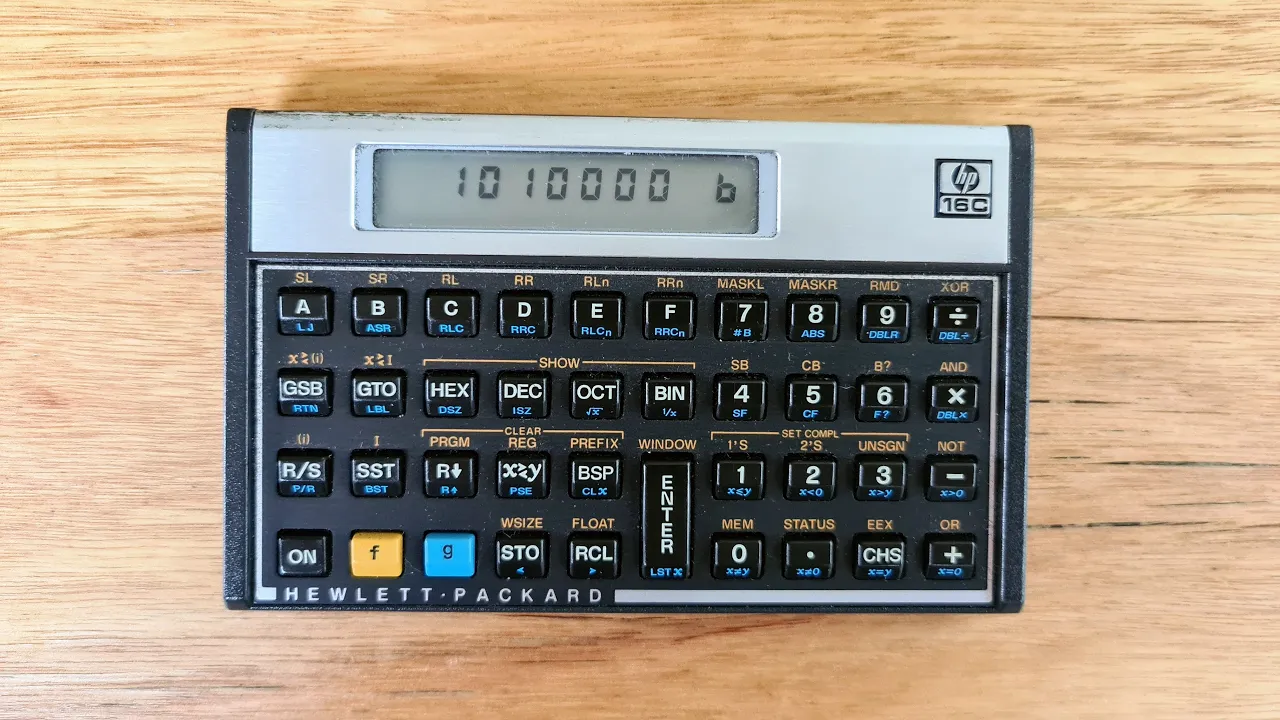 1010000 b
hp
16C
SL SR RL RR RLn RRn MASKL MASKR RMD XOR
A B C D E F 7 8 9 ÷
LJ ASR RLC RRC RLCn RRCn #B ABS DBLR DBL÷
x≷(i) x≷I SHOW SB CB B? AND
GSB GTO HEX DEC OCT BIN 4 5 6 ×
RTN LBL DSZ ISZ √x 1/x SF CF F? DBL×
CLEAR SET COMPL
(i) I PRGM REG PREFIX WINDOW 1'S 2'S UNSGN NOT
R/S SST R↓ x≷y BSP ENTER 1 2 3 −
P/R BST R↑ PSE CLx x≤y x<0 x>y x>0
WSIZE FLOAT MEM STATUS EEX OR
ON f g STO RCL 0 · CHS +
< > LST x x≠y x≠0 x=y x=0
HEWLETT·PACKARD